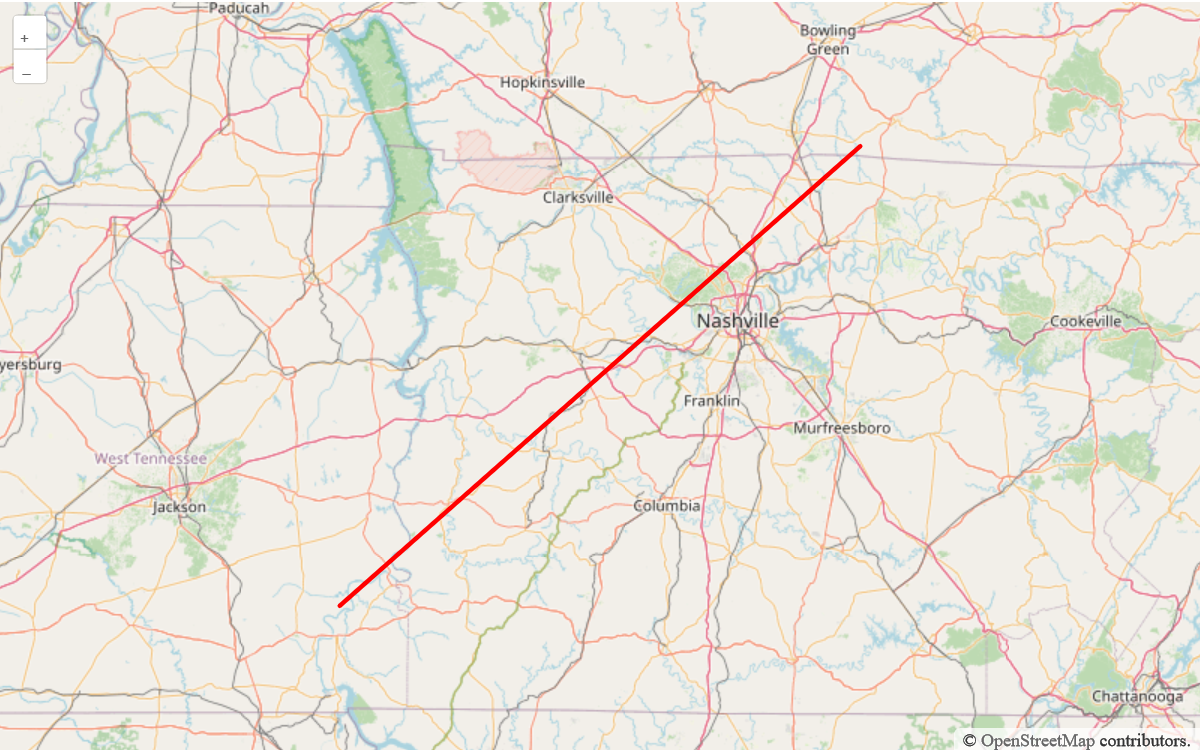 Paducah
+
–
Bowling
Green
Hopkinsville
Clarksville
Nashville
Cookeville
yersburg
Franklin
Murfreesboro
West Tennessee
Jackson
Columbia
Chattanooga
© OpenStreetMap contributors.